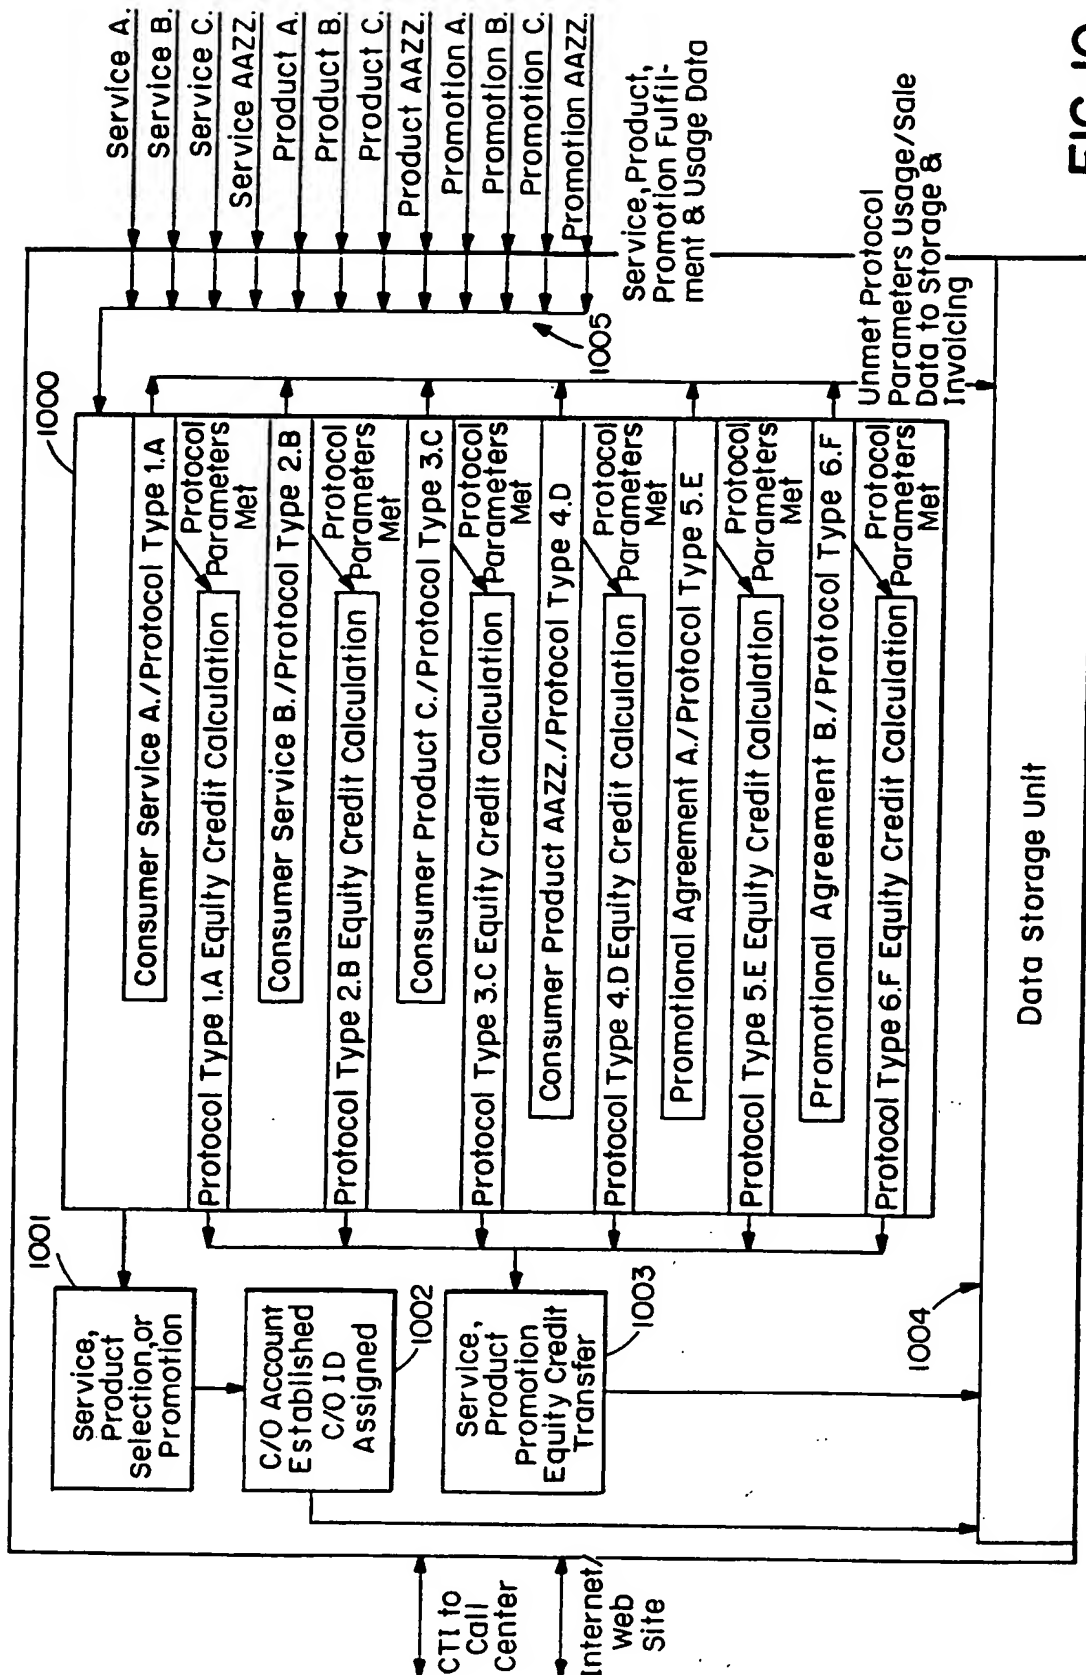 Service A.
Service B.
Service C.
Service AAZZ.
Product A.
Product B.
Product C.
Product AAZZ.
Promotion A.
Promotion B.
Promotion C.
Promotion AAZZ.
Service, Product,
Promotion Fulfil-
ment & Usage Data
1005
Unmet Protocol
Parameters Usage/sale
Data to Storage &
Invoicing
1000
Consumer Service A./Protocol Type 1.A
Protocol
Parameters
Met
Protocol Type 1.A Equity Credit Calculation
Consumer Service B./Protocol Type 2.B
Protocol
Parameters
Met
Protocol Type 2.B Equity Credit Calculation
Consumer Product C./Protocol Type 3.C
Protocol
Parameters
Met
Protocol Type 3.C Equity Credit Calculation
Consumer Product AAZZ./Protocol Type 4.D
Protocol
Parameters
Met
Protocol Type 4.D Equity Credit Calculation
Promotional Agreement A./Protocol Type 5.E
Protocol
Parameters
Met
Protocol Type 5.E Equity Credit Calculation
Promotional Agreement B./Protocol Type 6.F
Protocol
Parameters
Met
Protocol Type 6.F Equity Credit Calculation
1001
Service,
Product
Selection,or
Promotion
C/O Account
Established
C/O ID
Assigned
1002
Service,
Product
Promotion
Equity Credit
Transfer
1003
1004
Data Storage Unit
CTI to
Call
Center
Internet/
Web
Site